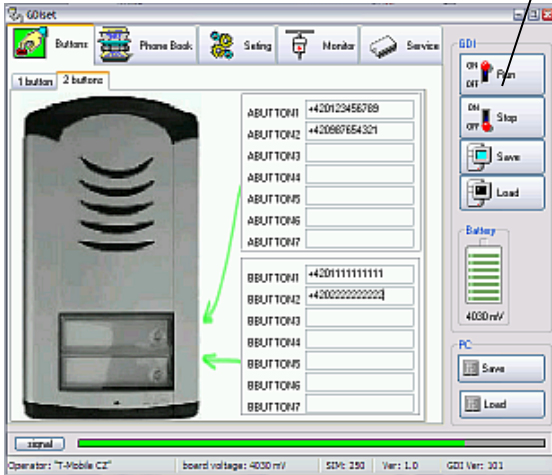 GDIset
Buttons
Phone Book
Seting
Monitor
Service
1 button
2 buttons
ABUTTON1 +420123456789
ABUTTON2 +420987654321
ABUTTON3
ABUTTON4
ABUTTON5
ABUTTON6
ABUTTON7
BBUTTON1 +4201111111111
BBUTTON2 +4202222222222
BBUTTON3
BBUTTON4
BBUTTON5
BBUTTON6
BBUTTON7
GDI
ON
OFF
Run
ON
OFF
Stop
Save
Load
Battery
4030 mV
PC
Save
Load
signal
Operator: "T-Mobile CZ" board voltage: 4030 mV SIM: 250 Ver: 1.0 GDI Ver: 101